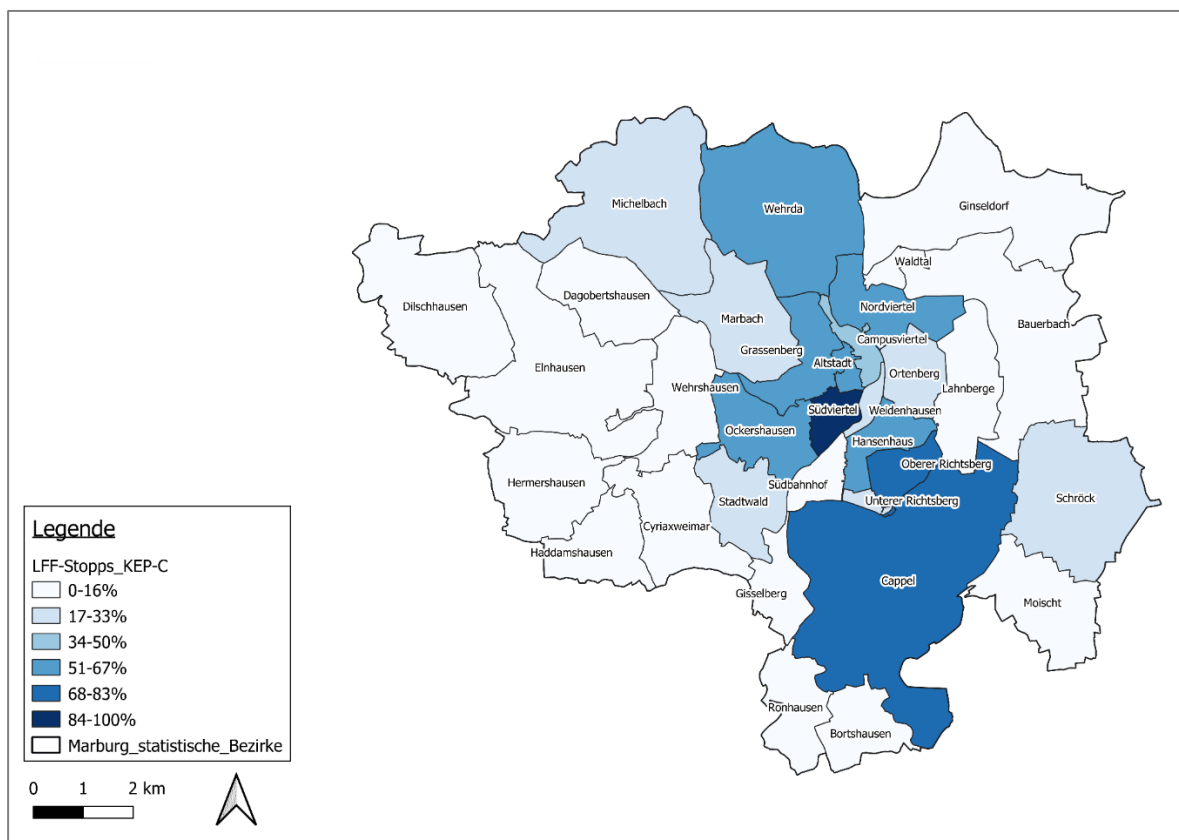 Michelbach
Wehrda
Ginseldorf
Waldtal
Dilschhausen
Dagobertshausen
Nordviertel
Marbach
Bauerbach
Campusviertel
Grassenberg
Altstadt
Elnhausen
Ortenberg
Wehrshausen
Lahnberge
Südviertel
Weidenhausen
Ockershausen
Hansenhaus
Oberer Richtsberg
Hermershausen
Südbahnhof
Stadtwald
Unterer Richtsberg
Schröck
Cyriaxweimar
Haddamshausen
Cappel
Gisselberg
Moischt
Ronhausen
Bortshausen
Legende
LFF-Stopps_KEP-C
0-16%
17-33%
34-50%
51-67%
68-83%
84-100%
Marburg_statistische_Bezirke
0 1 2 km